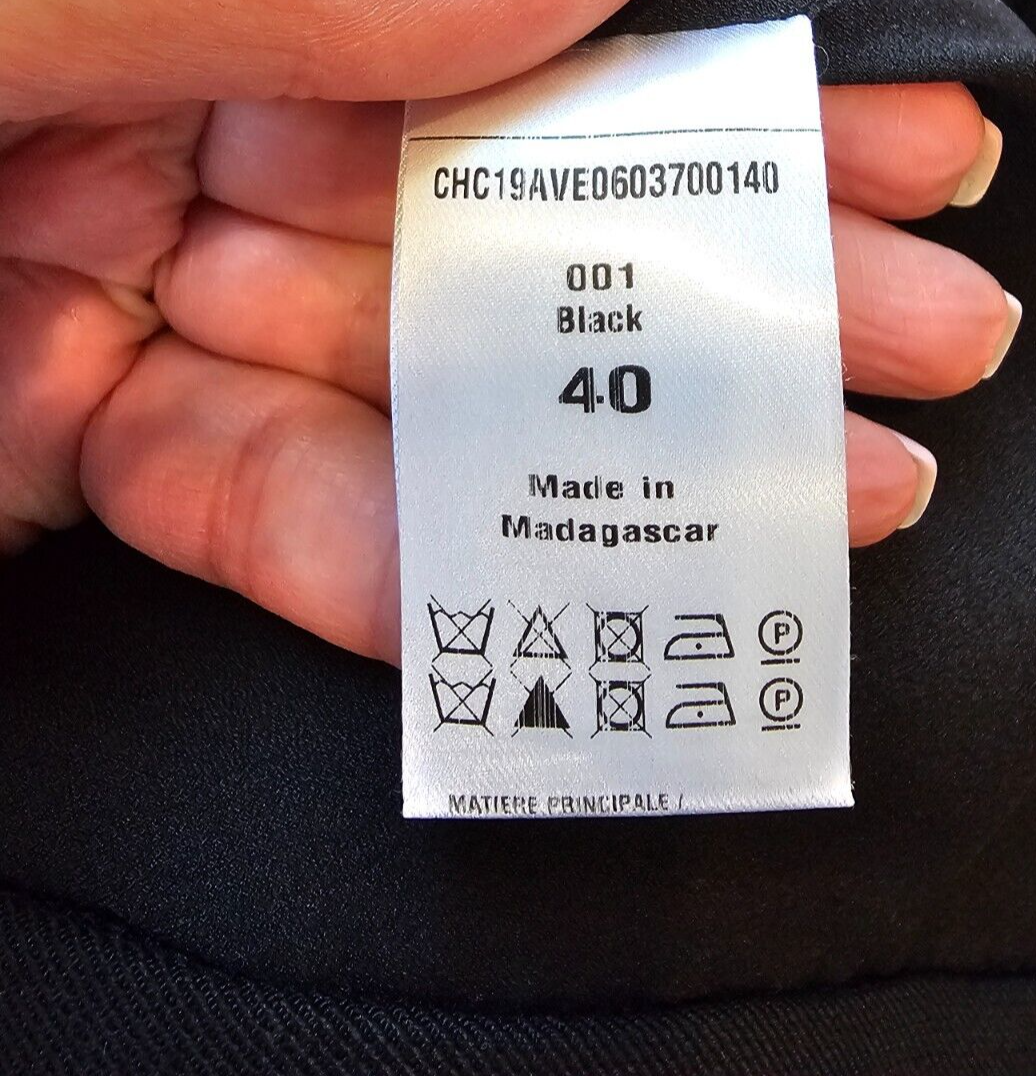 CHC19AVE0603700140
001
Black
40
Made in
Madagascar
P
P
MATIERE PRINCIPALE /